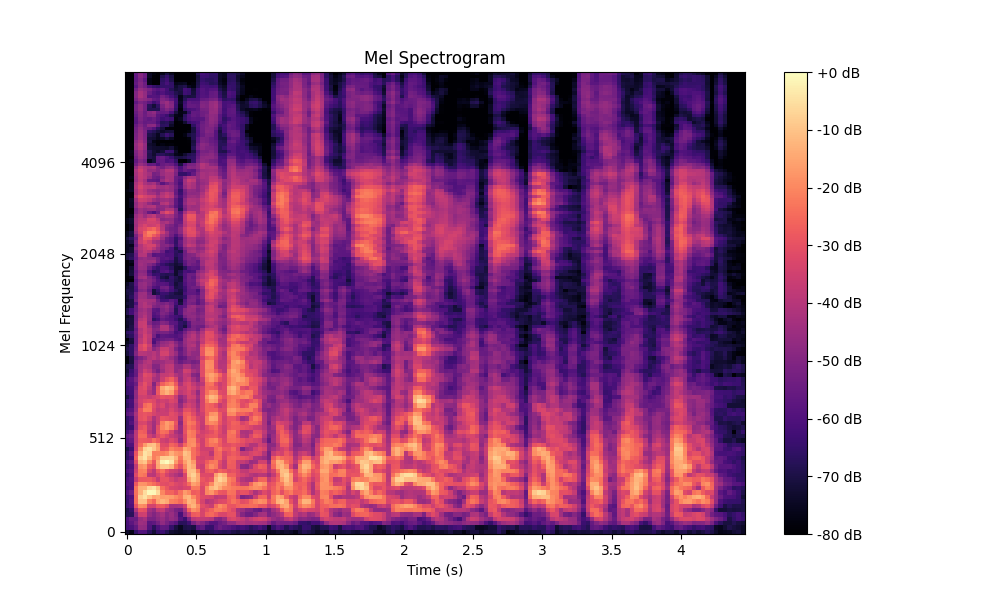 Mel Spectrogram
+0 dB
-10 dB
-20 dB
-30 dB
-40 dB
-50 dB
-60 dB
-70 dB
-80 dB
Mel Frequency
4096
2048
1024
512
0
0 0.5 1 1.5 2 2.5 3 3.5 4
Time (s)